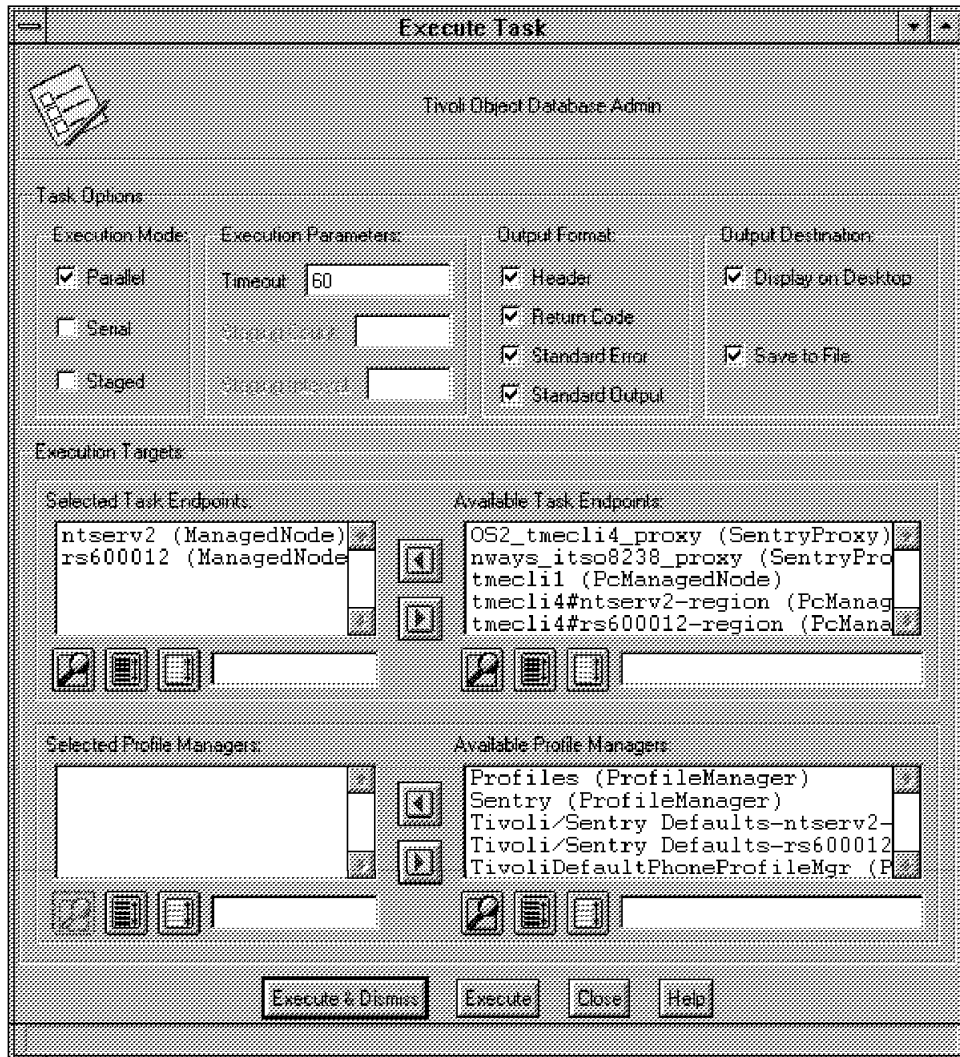 Execute Task
Tivoli Object Database Admin
Task Options
Execution Mode:
Parallel
Serial
Staged
Execution Parameters:
Timeout: 60
Output Format:
Header
Return Code
Standard Error
Standard Output
Output Destination:
Display on Desktop
Save to File
Execution Targets:
Selected Task Endpoints:
ntserv2 (ManagedNode)
rs600012 (ManagedNode
Available Task Endpoints:
OS2_tmecli4_proxy (SentryProxy)
nways_itso8238_proxy (SentryPro
tmecli1 (PcManagedNode)
tmecli4#ntserv2-region (PcManag
tmecli4#rs600012-region (PcMana
Selected Profile Managers:
Available Profile Managers:
Profiles (ProfileManager)
Sentry (ProfileManager)
Tivoli/Sentry Defaults-ntserv2-
Tivoli/Sentry Defaults-rs600012
TivoliDefaultPhoneProfileMgr (P
Execute & Dismiss
Execute
Close
Help